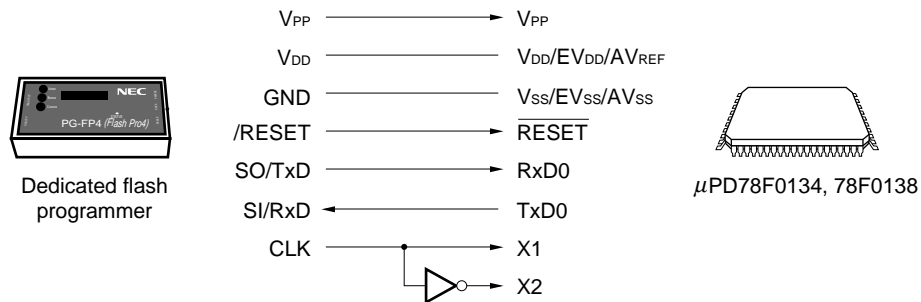 VPP VPP
VDD VDD/EVDD/AVREF
GND VSS/EVSS/AVSS
/RESET RESET
SO/TxD RxD0
SI/RxD TxD0
CLK X1
X2
NEC
PG-FP4 (Flash Pro4)
Dedicated flash
programmer
μPD78F0134, 78F0138